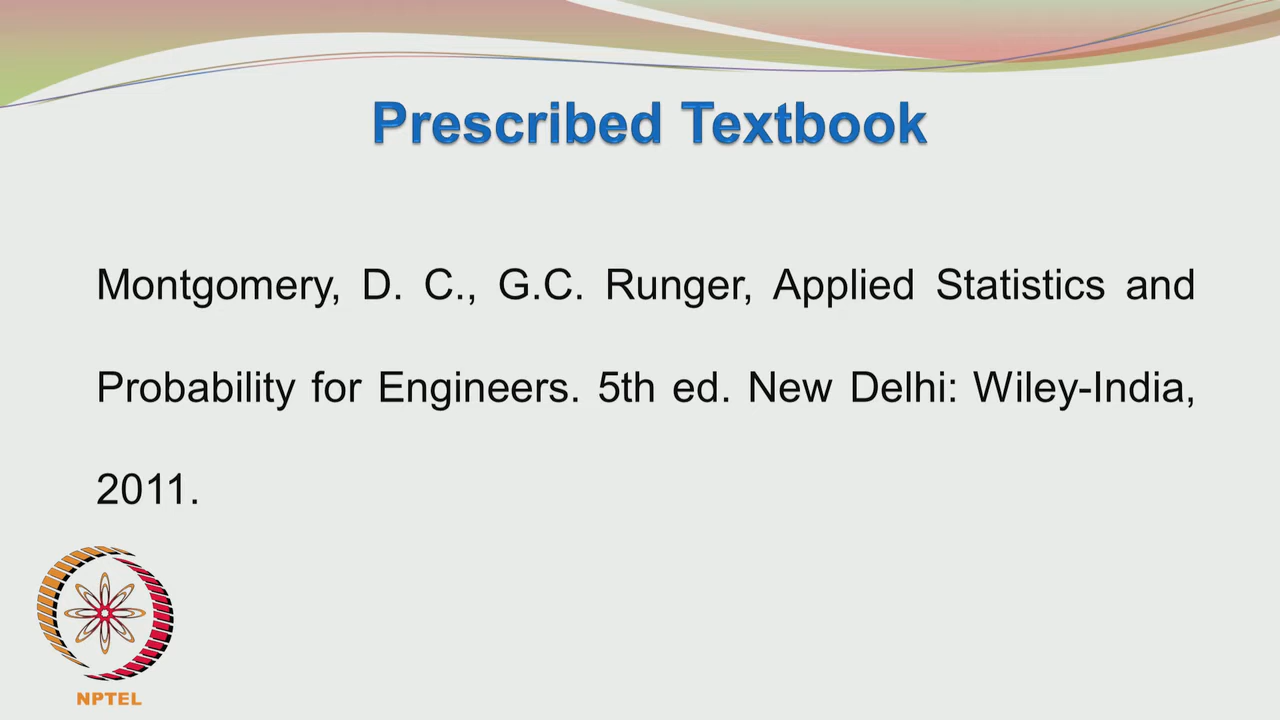 Prescribed Textbook
Montgomery, D. C., G.C. Runger, Applied Statistics and
Probability for Engineers. 5th ed. New Delhi: Wiley-India,
2011.
NPTEL